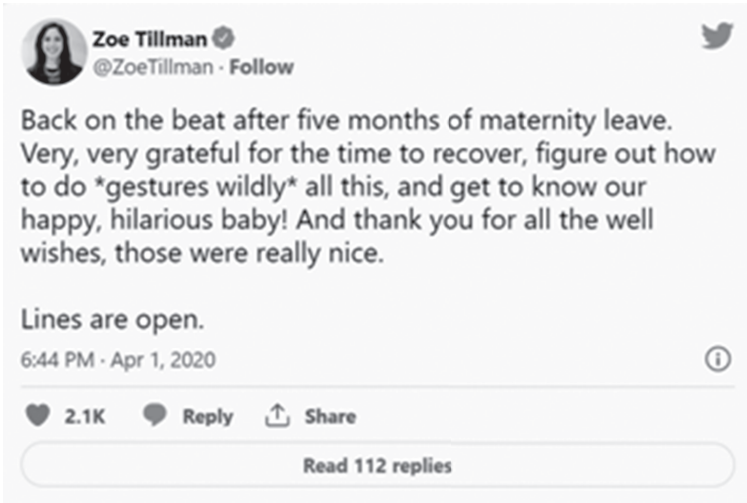 Zoe Tillman
@ZoeTillman · Follow
Back on the beat after five months of maternity leave.
Very, very grateful for the time to recover, figure out how
to do *gestures wildly* all this, and get to know our
happy, hilarious baby! And thank you for all the well
wishes, those were really nice.
Lines are open.
6:44 PM · Apr 1, 2020
2.1K Reply Share
Read 112 replies